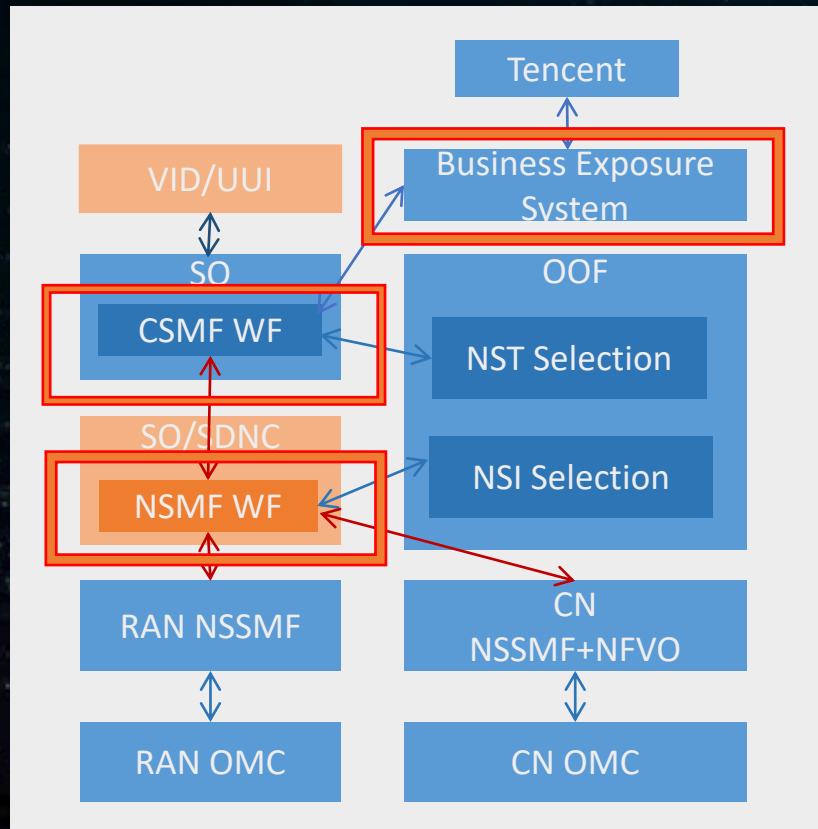 Tencent
VID/UUI
Business Exposure
System
SO
OOF
CSMF WF
NST Selection
SO/SDNC
NSI Selection
NSMF WF
RAN NSSMF
CN
NSSMF+NFVO
RAN OMC
CN OMC